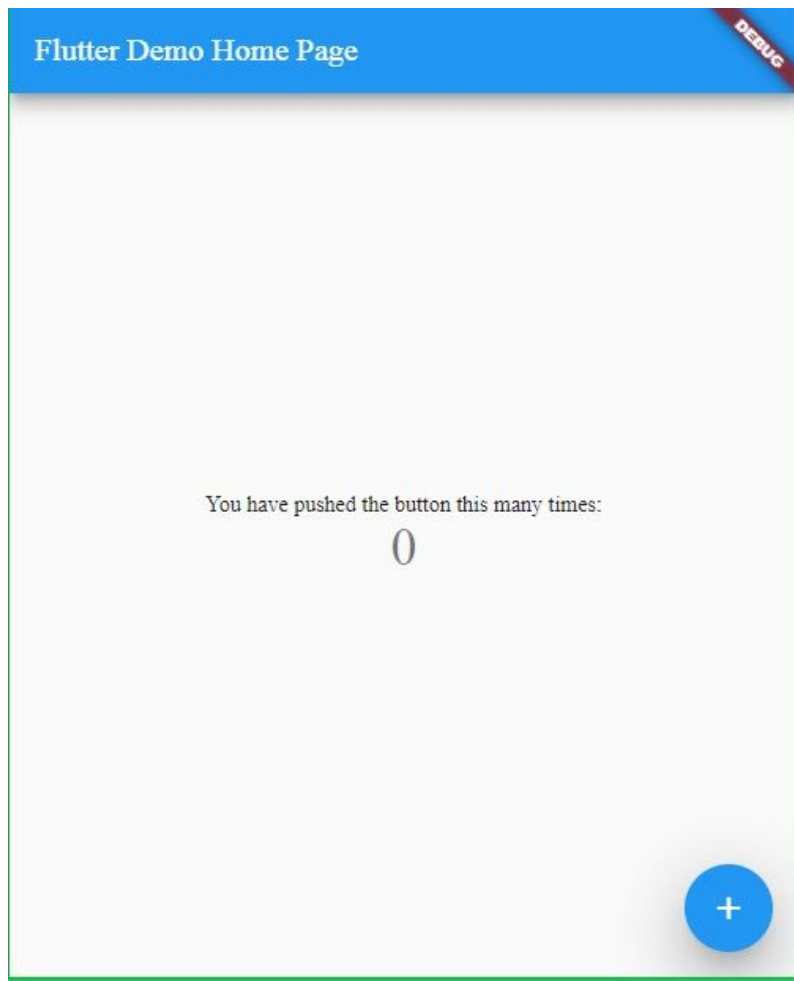 Flutter Demo Home Page
DEBUG
You have pushed the button this many times:
0
+